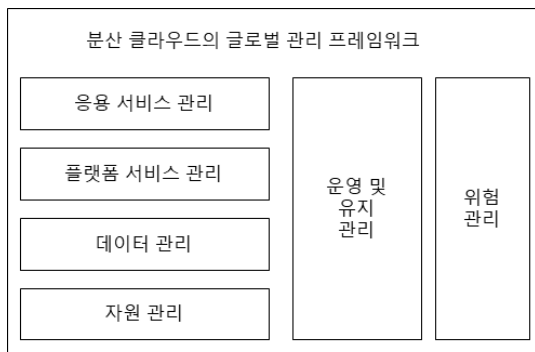 분산 클라우드의 글로벌 관리 프레임워크
응용 서비스 관리
플랫폼 서비스 관리
데이터 관리
자원 관리
운영 및
유지
관리
위험
관리